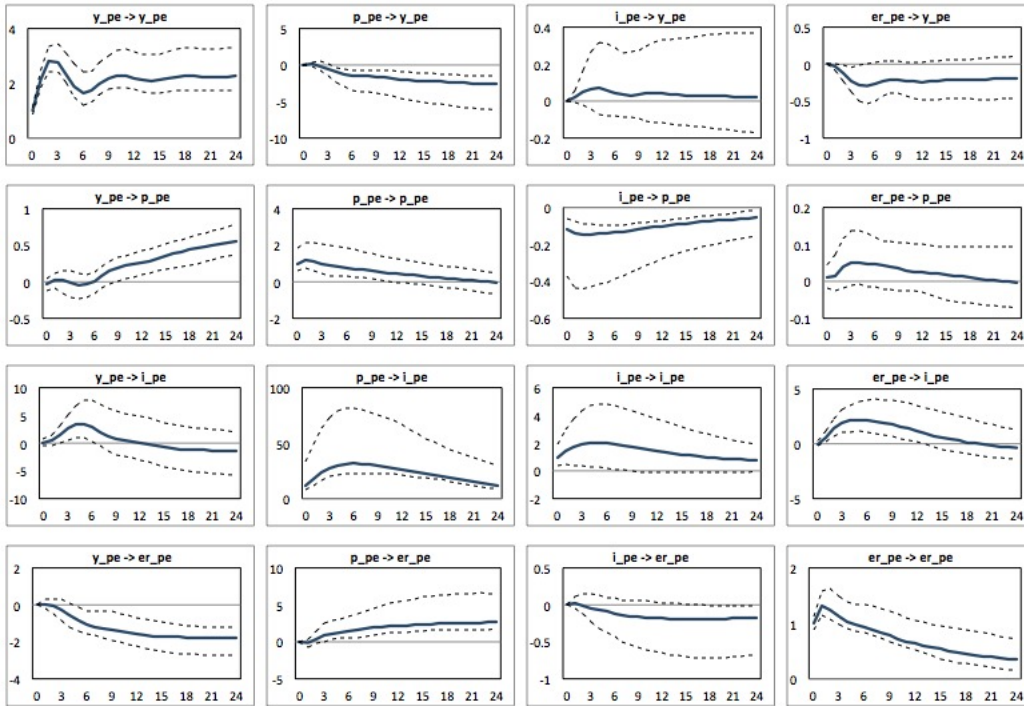 y_pe -> y_pe
4
2
0
0 3 6 9 12 15 18 21 24
p_pe -> y_pe
5
0
-5
-10
0 3 6 9 12 15 18 21 24
i_pe -> y_pe
0.4
0.2
0
-0.2
0 3 6 9 12 15 18 21 24
er_pe -> y_pe
0.5
0
-0.5
-1
0 3 6 9 12 15 18 21 24
y_pe -> p_pe
1
0.5
0
-0.5
0 3 6 9 12 15 18 21 24
p_pe -> p_pe
4
2
0
-2
0 3 6 9 12 15 18 21 24
i_pe -> p_pe
0
-0.2
-0.4
-0.6
0 3 6 9 12 15 18 21 24
er_pe -> p_pe
0.2
0.1
0
-0.1
0 3 6 9 12 15 18 21 24
y_pe -> i_pe
10
5
0
-5
-10
0 3 6 9 12 15 18 21 24
p_pe -> i_pe
100
50
0
0 3 6 9 12 15 18 21 24
i_pe -> i_pe
6
4
2
0
-2
0 3 6 9 12 15 18 21 24
er_pe -> i_pe
5
0
-5
0 3 6 9 12 15 18 21 24
y_pe -> er_pe
2
0
-2
-4
0 3 6 9 12 15 18 21 24
p_pe -> er_pe
10
5
0
-5
0 3 6 9 12 15 18 21 24
i_pe -> er_pe
0.5
0
-0.5
-1
0 3 6 9 12 15 18 21 24
er_pe -> er_pe
2
1
0
0 3 6 9 12 15 18 21 24